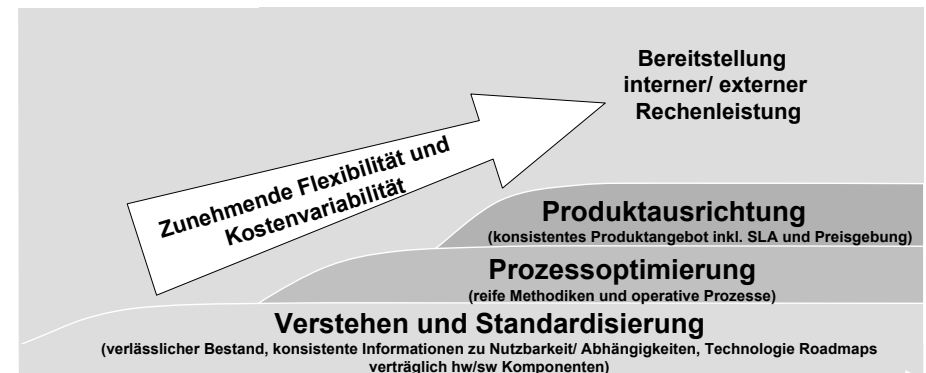 Bereitstellung
interner/ externer
Rechenleistung
Zunehmende Flexibilität und
Kostenvariabilität
Produktausrichtung
(konsistentes Produktangebot inkl. SLA und Preisgebung)
Prozessoptimierung
(reife Methodiken und operative Prozesse)
Verstehen und Standardisierung
(verlässlicher Bestand, konsistente Informationen zu Nutzbarkeit/ Abhängigkeiten, Technologie Roadmaps
verträglich hw/sw Komponenten)